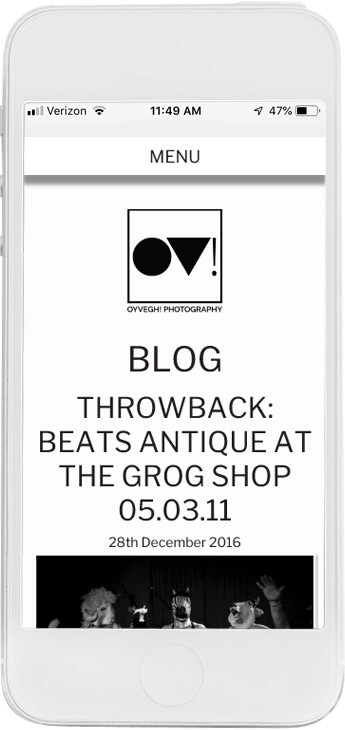 Verizon 11:49 AM 47%
MENU
OV!
OYVEGH! PHOTOGRAPHY
BLOG
THROWBACK:
BEATS ANTIQUE AT
THE GROG SHOP
05.03.11
28th December 2016